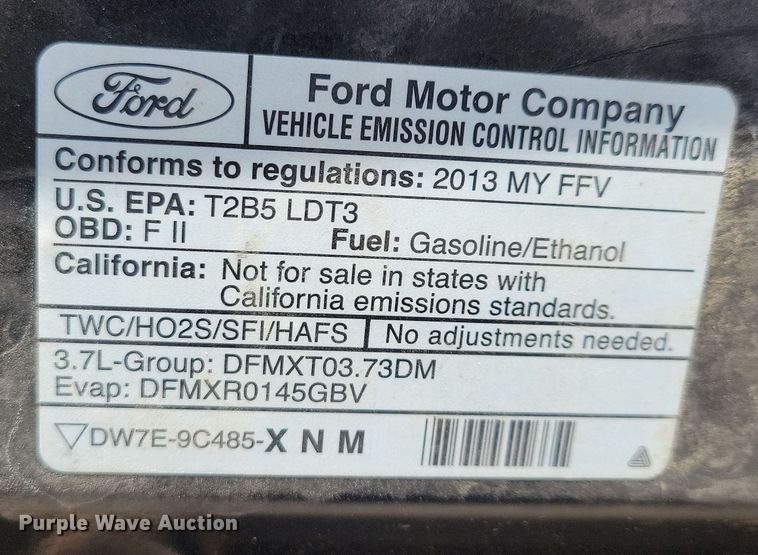 Ford
Ford Motor Company
VEHICLE EMISSION CONTROL INFORMATION
Conforms to regulations: 2013 MY FFV
U.S. EPA: T2B5 LDT3
OBD: F II Fuel: Gasoline/Ethanol
California: Not for sale in states with
California emissions standards.
TWC/HO2S/SFI/HAFS No adjustments needed.
3.7L-Group: DFMXT03.73DM
Evap: DFMXR0145GBV
DW7E-9C485-X N M
Purple Wave Auction